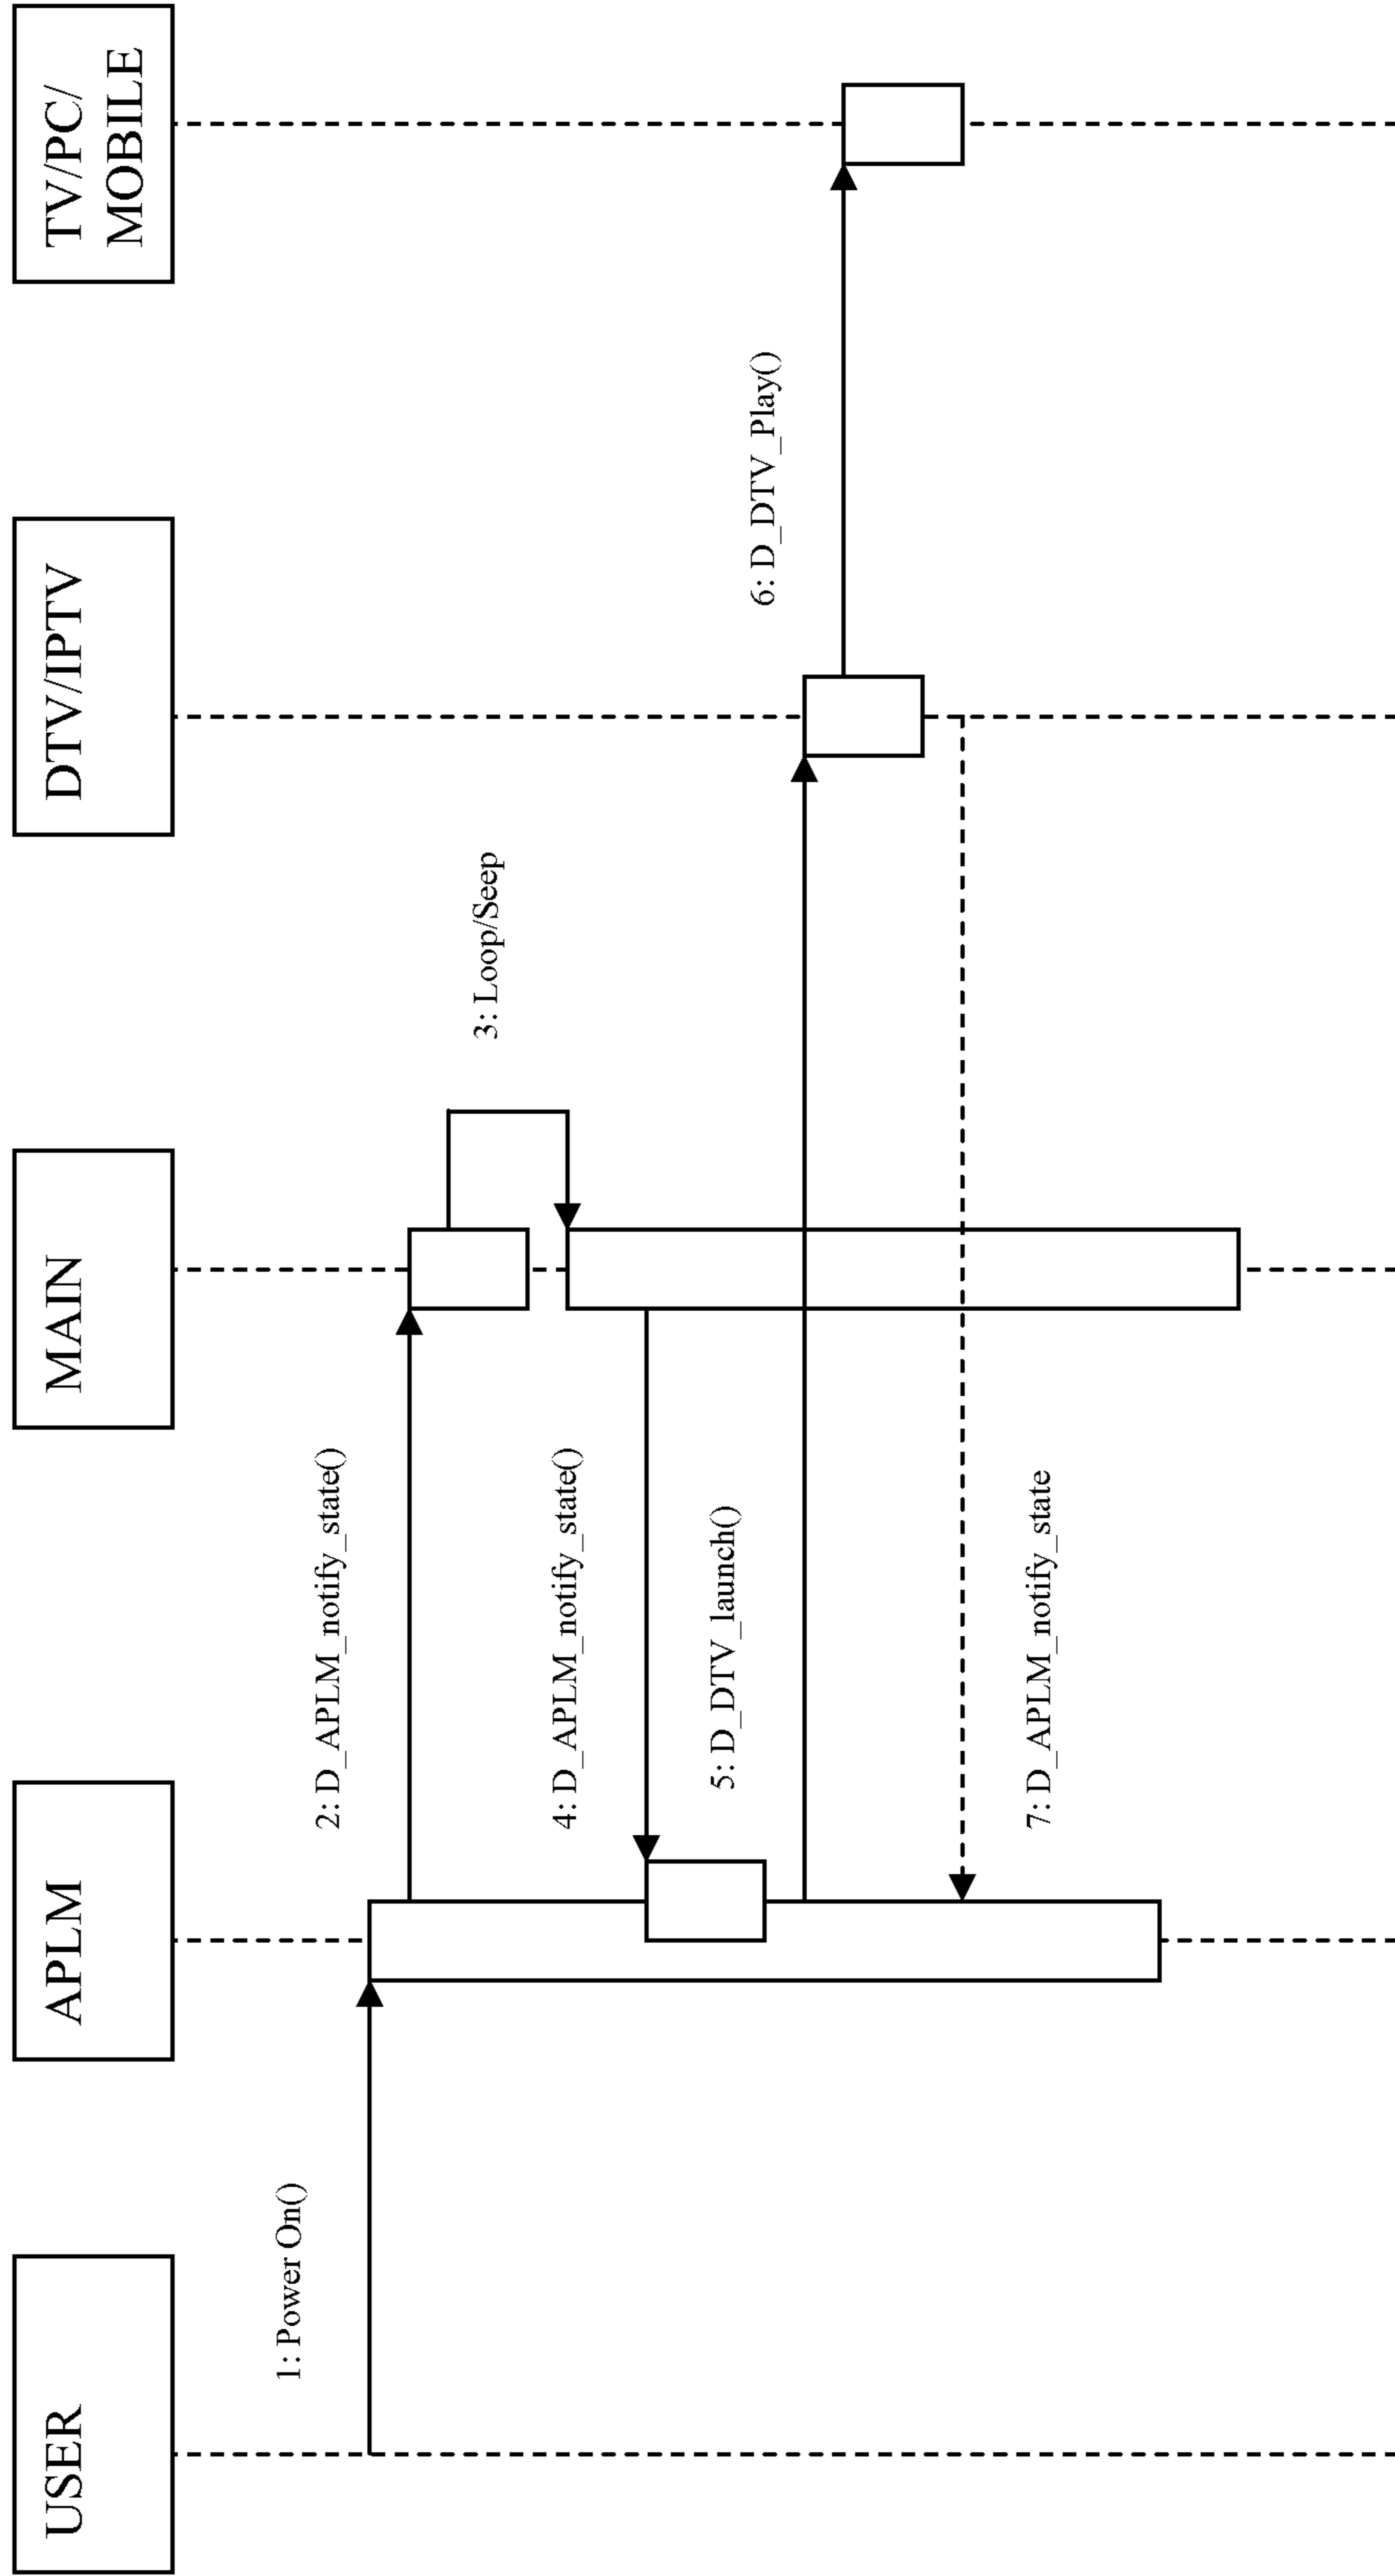 USER
APLM
MAIN
DTV/IPTV
TV/PC/
MOBILE
1: Power On()
2: D_APLM_notify_state()
3: Loop/Seep
4: D_APLM_notify_state()
5: D_DTV_launch()
6: D_DTV_Play()
7: D_APLM_notify_state